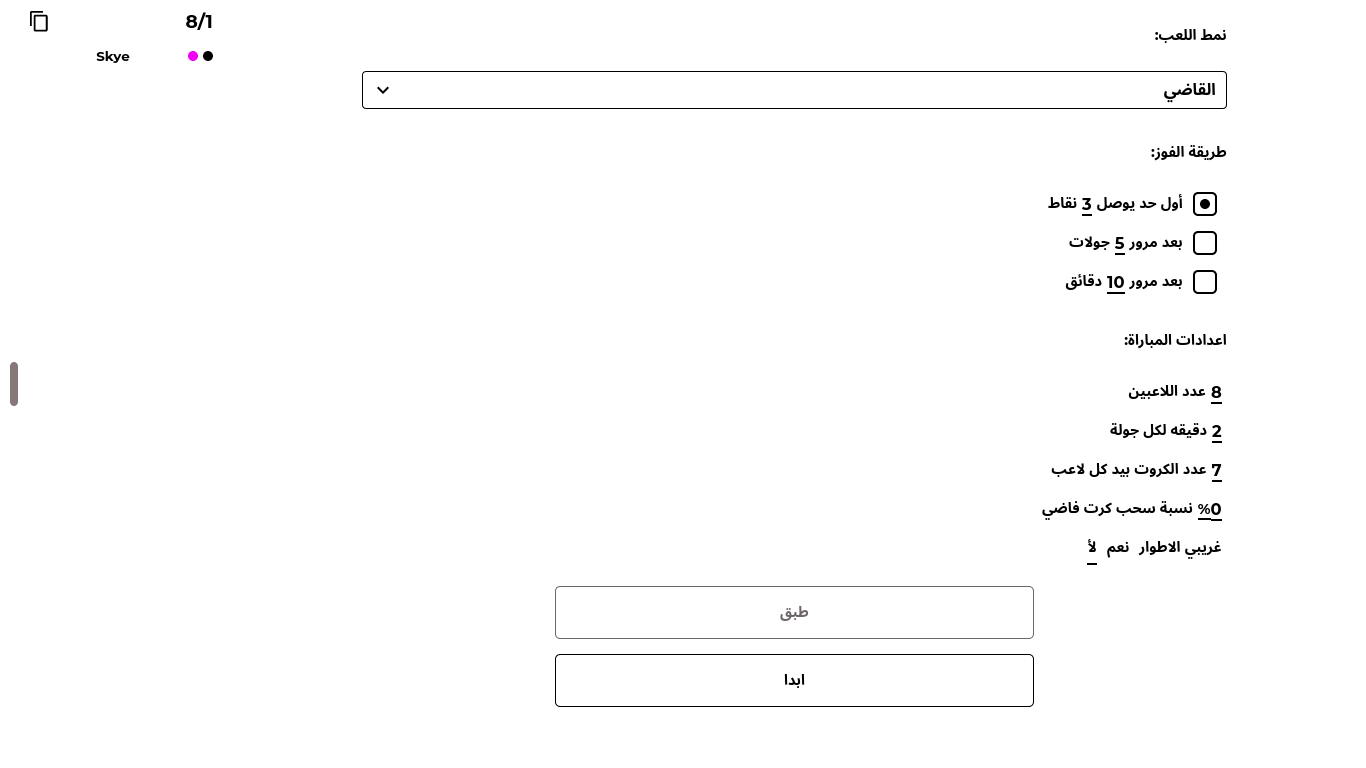 نمط اللعب:
القاضي
طريقة الفوز:
أول حد يوصل 3 نقاط
بعد مرور 5 جولات
بعد مرور 10 دقائق
اعدادات المباراة:
8 عدد اللاعبين
2 دقيقه لكل جولة
7 عدد الكروت بيد كل لاعب
0% نسبة سحب كرت فاضي
غريبي الاطوار نعم لأ
طبق
ابدا
8/1
Skye